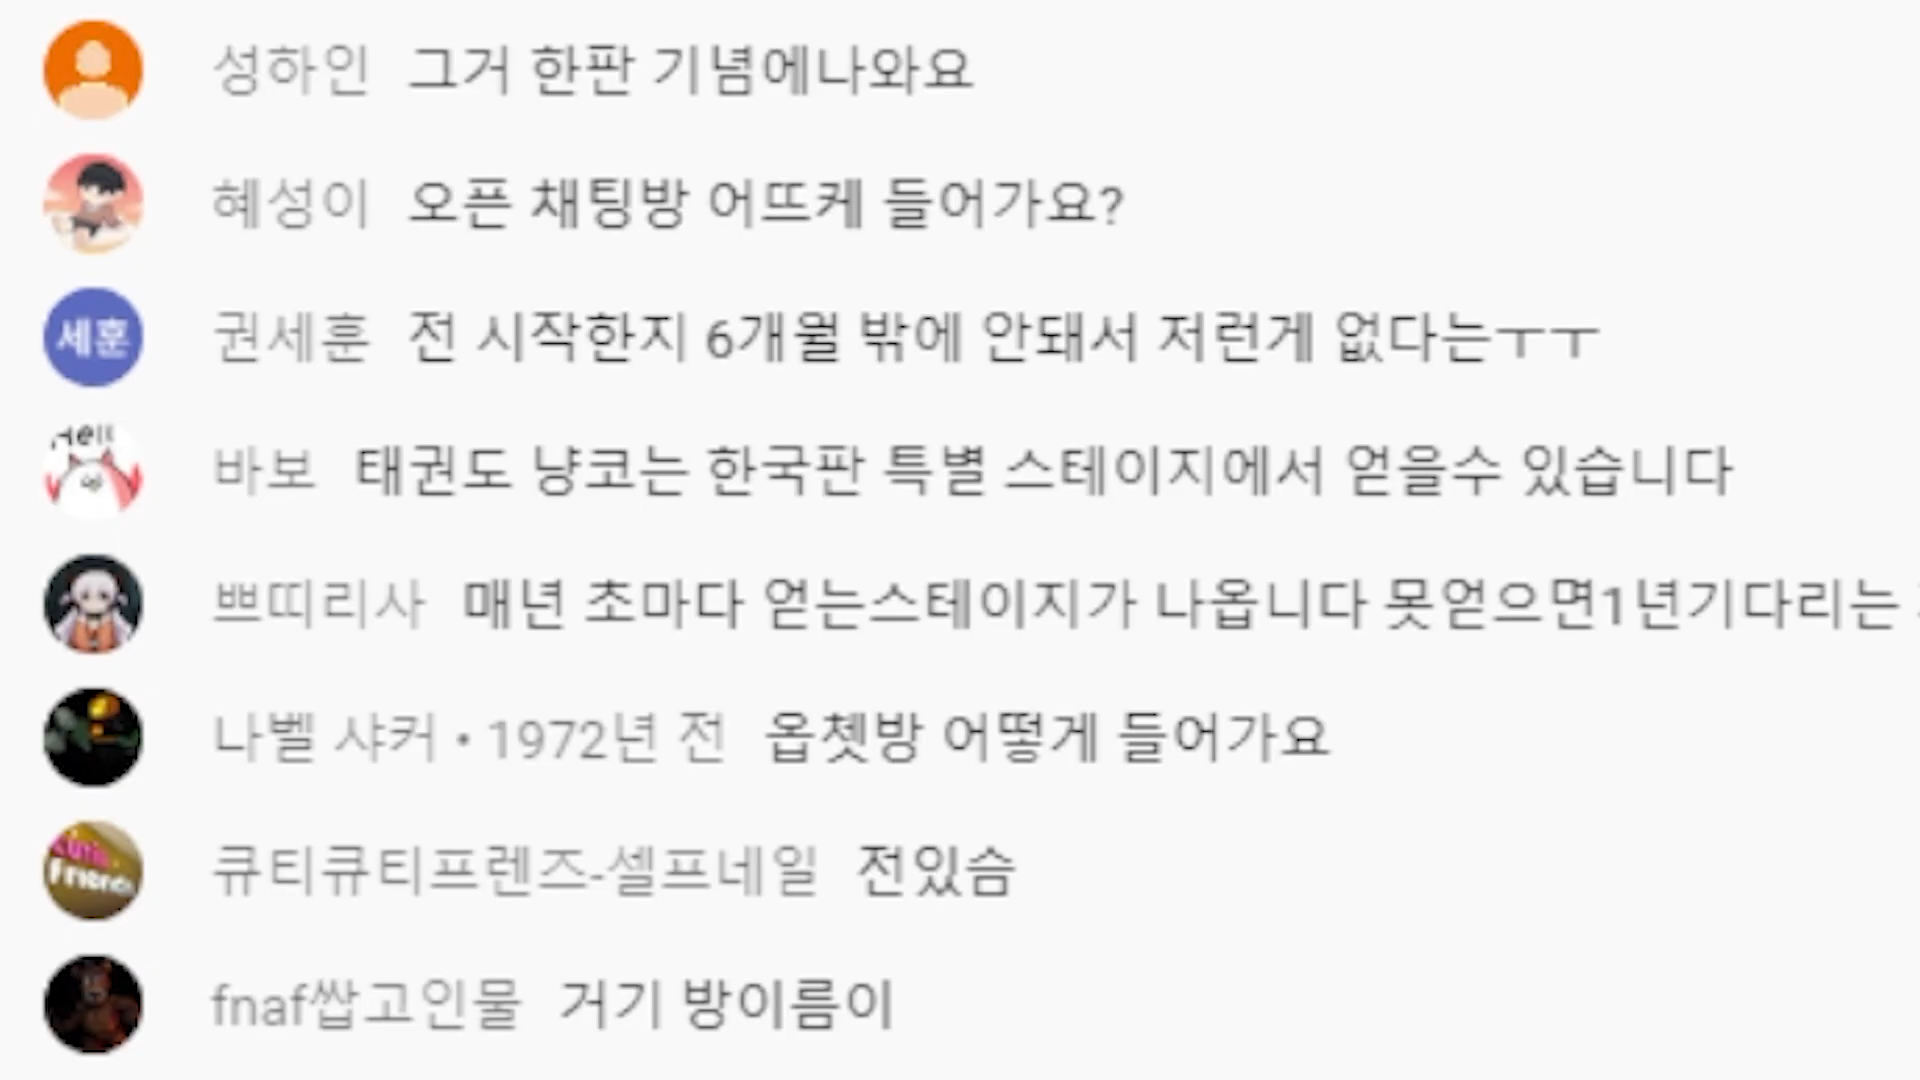 성하인 그거 한판 기념에나와요
혜성이 오픈 채팅방 어뜨케 들어가요?
세훈 권세훈 전 시작한지 6개월 밖에 안돼서 저런게 없다는ㅜㅜ
바보 태권도 냥코는 한국판 특별 스테이지에서 얻을수 있습니다
쁘띠리사 매년 초마다 얻는스테이지가 나옵니다 못얻으면1년기다리는
나벨 샤커 • 1972년 전 옵쳇방 어떻게 들어가요
큐티큐티프렌즈-셀프네일 전있슴
fnaf쌉고인물 거기 방이름이